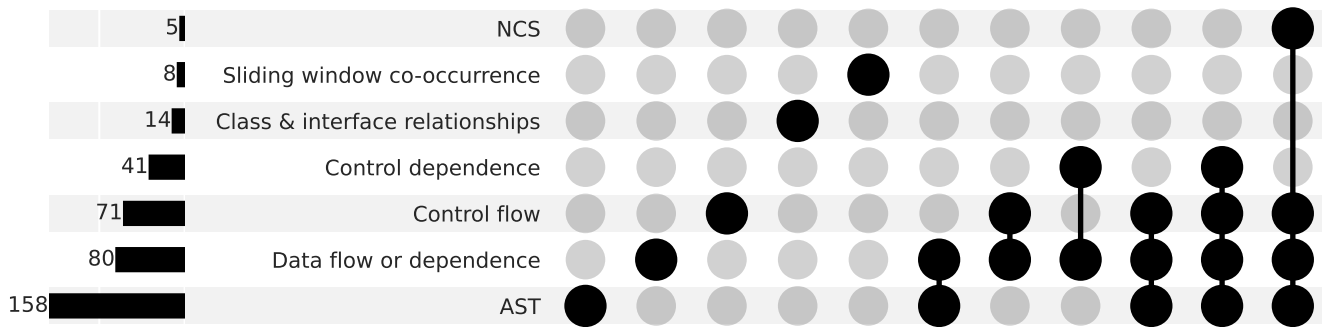 5 NCS
8 Sliding window co-occurrence
14 Class & interface relationships
41 Control dependence
71 Control flow
80 Data flow or dependence
158 AST